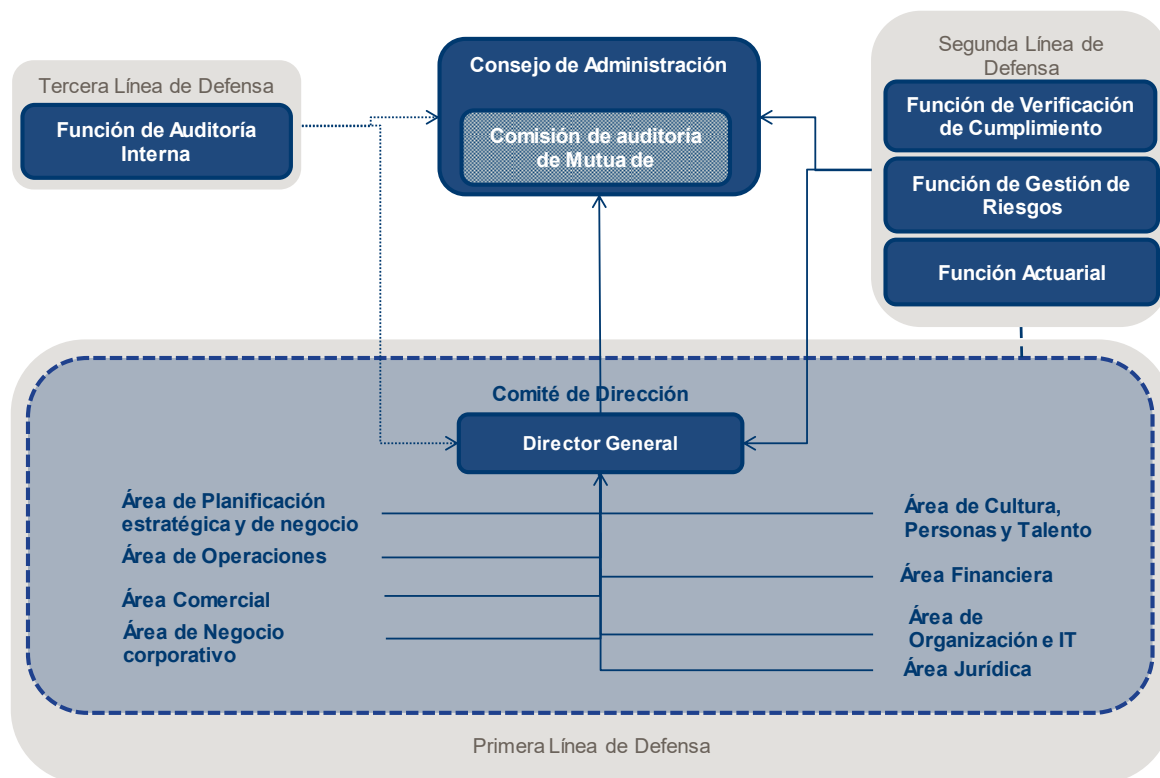 Tercera Línea de Defensa
Función de Auditoría
Interna
Consejo de Administración
Comisión de auditoría
de Mutua de
Segunda Línea de
Defensa
Función de Verificación
de Cumplimiento
Función de Gestión de
Riesgos
Función Actuarial
Comité de Dirección
Director General
Área de Planificación
estratégica y de negocio
Área de Operaciones
Área Comercial
Área de Negocio
corporativo
Área de Cultura,
Personas y Talento
Área Financiera
Área de
Organización e IT
Área Jurídica
Primera Línea de Defensa